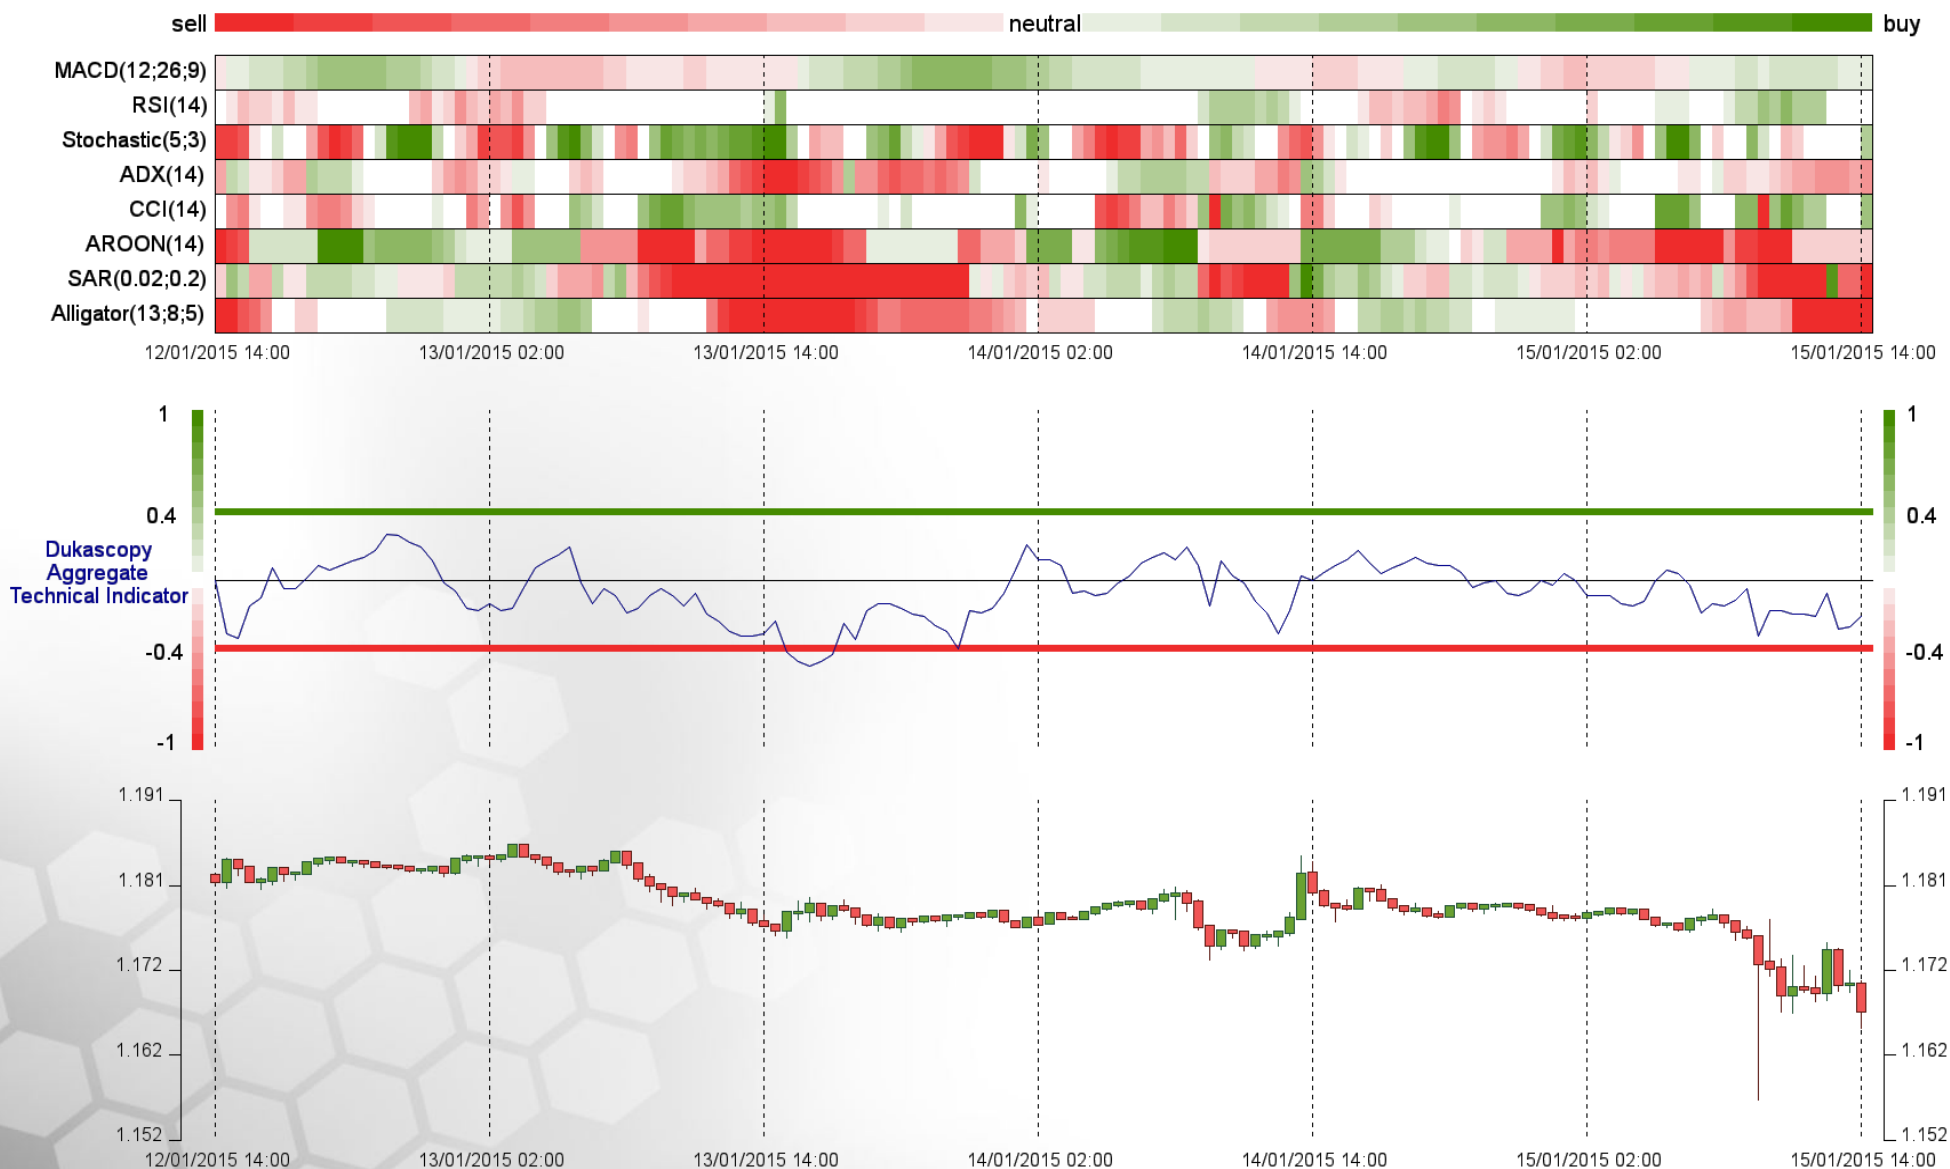 sell neutral buy
MACD(12;26;9)
RSI(14)
Stochastic(5;3)
ADX(14)
CCI(14)
AROON(14)
SAR(0.02;0.2)
Alligator(13;8;5)
12/01/2015 14:00 13/01/2015 02:00 13/01/2015 14:00 14/01/2015 02:00 14/01/2015 14:00 15/01/2015 02:00 15/01/2015 14:00
1 1
0.4 0.4
Dukascopy
Aggregate
Technical Indicator
-0.4 -0.4
-1 -1
1.191 1.191
1.181 1.181
1.172 1.172
1.162 1.162
1.152 1.152
12/01/2015 14:00 13/01/2015 02:00 13/01/2015 14:00 14/01/2015 02:00 14/01/2015 14:00 15/01/2015 02:00 15/01/2015 14:00